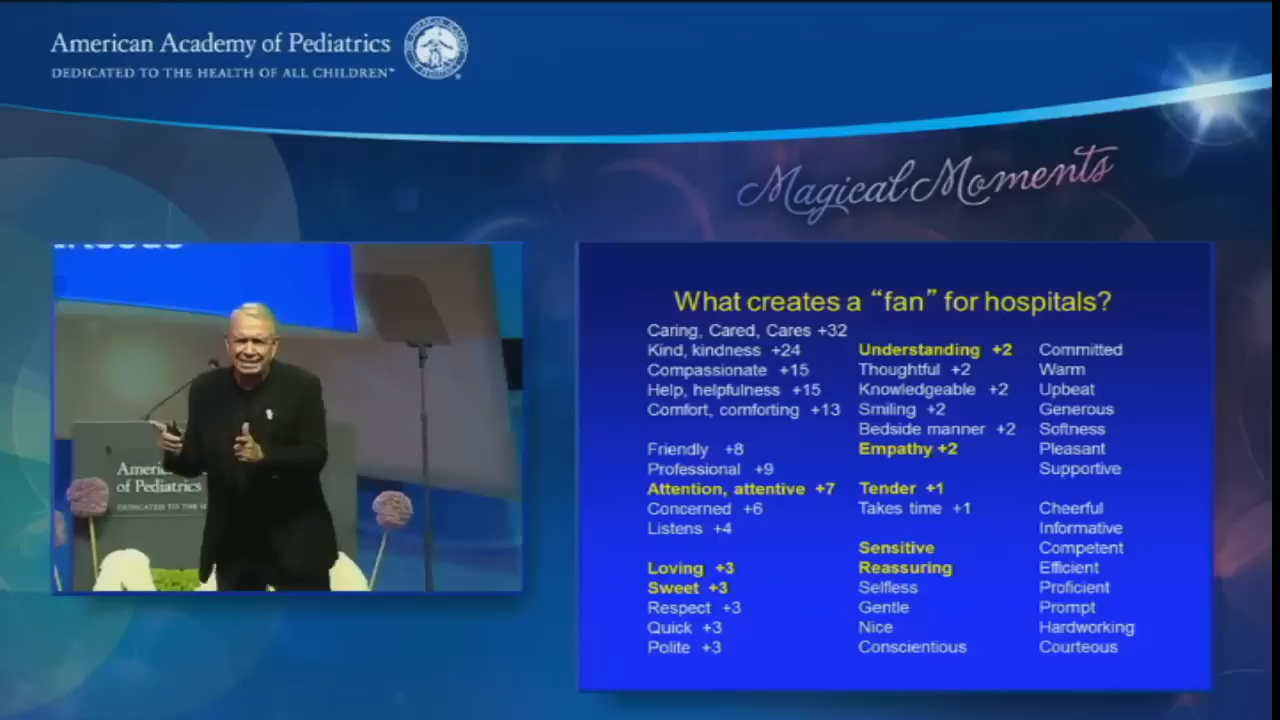 American Academy of Pediatrics
DEDICATED TO THE HEALTH OF ALL CHILDREN™
Magical Moments
What creates a “fan” for hospitals?
Caring, Cared, Cares +32
Kind, kindness +24
Compassionate +15
Help, helpfulness +15
Comfort, comforting +13
Friendly +8
Professional +9
Attention, attentive +7
Concerned +6
Listens +4
Loving +3
Sweet +3
Respect +3
Quick +3
Polite +3
Understanding +2
Thoughtful +2
Knowledgeable +2
Smiling +2
Bedside manner +2
Empathy +2
Tender +1
Takes time +1
Sensitive
Reassuring
Selfless
Gentle
Nice
Conscientious
Committed
Warm
Upbeat
Generous
Softness
Pleasant
Supportive
Cheerful
Informative
Competent
Efficient
Proficient
Prompt
Hardworking
Courteous
of Pediatrics
DEDICATED TO THE